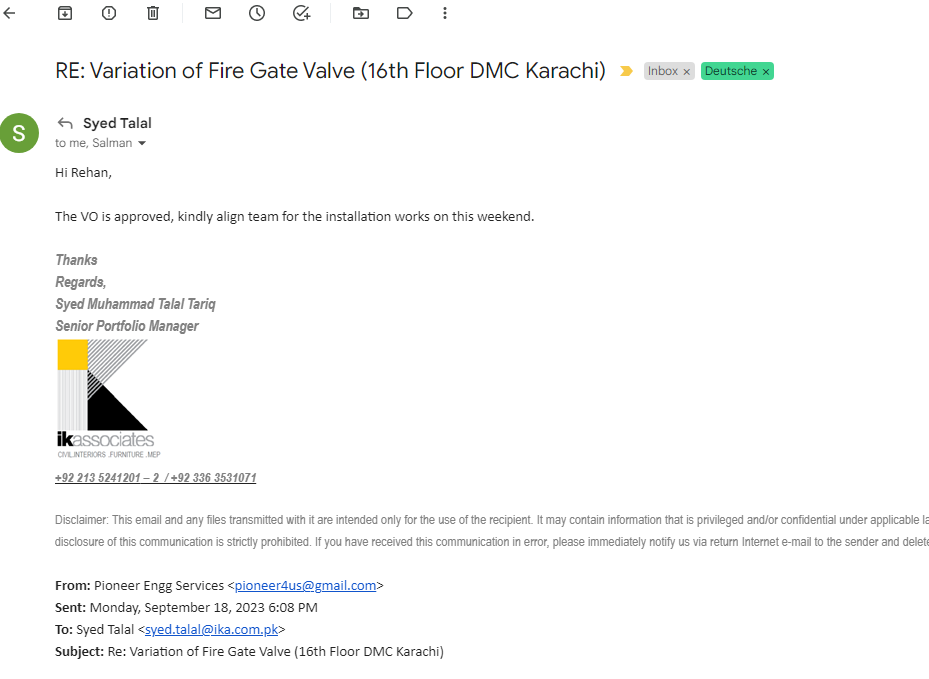 RE: Variation of Fire Gate Valve (16th Floor DMC Karachi) Inbox × Deutsche ×
S
Syed Talal
to me, Salman
Hi Rehan,
The VO is approved, kindly align team for the installation works on this weekend.
Thanks
Regards,
Syed Muhammad Talal Tariq
Senior Portfolio Manager
ikassociates
CIVIL.INTERIORS .FURNITURE .MEP
+92 213 5241201 – 2 / +92 336 3531071
Disclaimer: This email and any files transmitted with it are intended only for the use of the recipient. It may contain information that is privileged and/or confidential under applicable la
disclosure of this communication is strictly prohibited. If you have received this communication in error, please immediately notify us via return Internet e-mail to the sender and delete
From: Pioneer Engg Services <pioneer4us@gmail.com>
Sent: Monday, September 18, 2023 6:08 PM
To: Syed Talal <syed.talal@ika.com.pk>
Subject: Re: Variation of Fire Gate Valve (16th Floor DMC Karachi)